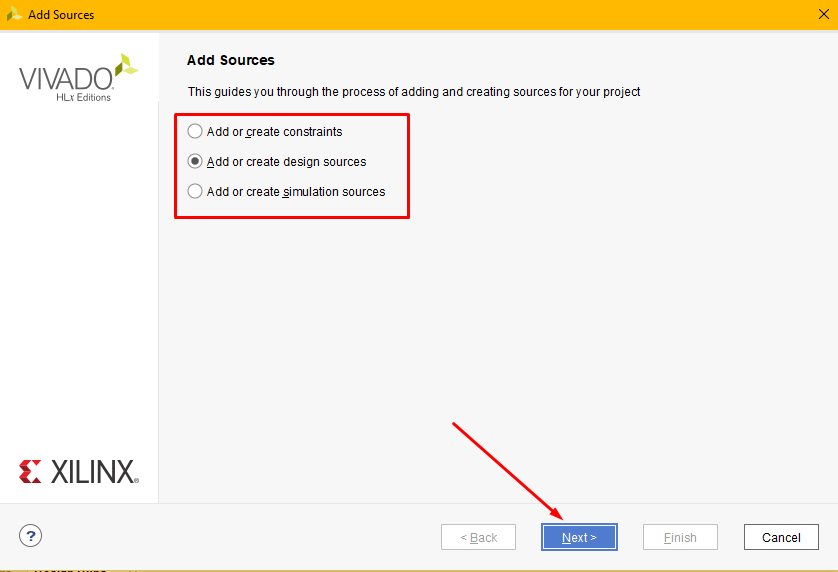 Add Sources
VIVADO.
HLx Editions
Add Sources
This guides you through the process of adding and creating sources for your project
Add or create constraints
Add or create design sources
Add or create simulation sources
XILINX®
?
< Back
Next >
Finish
Cancel